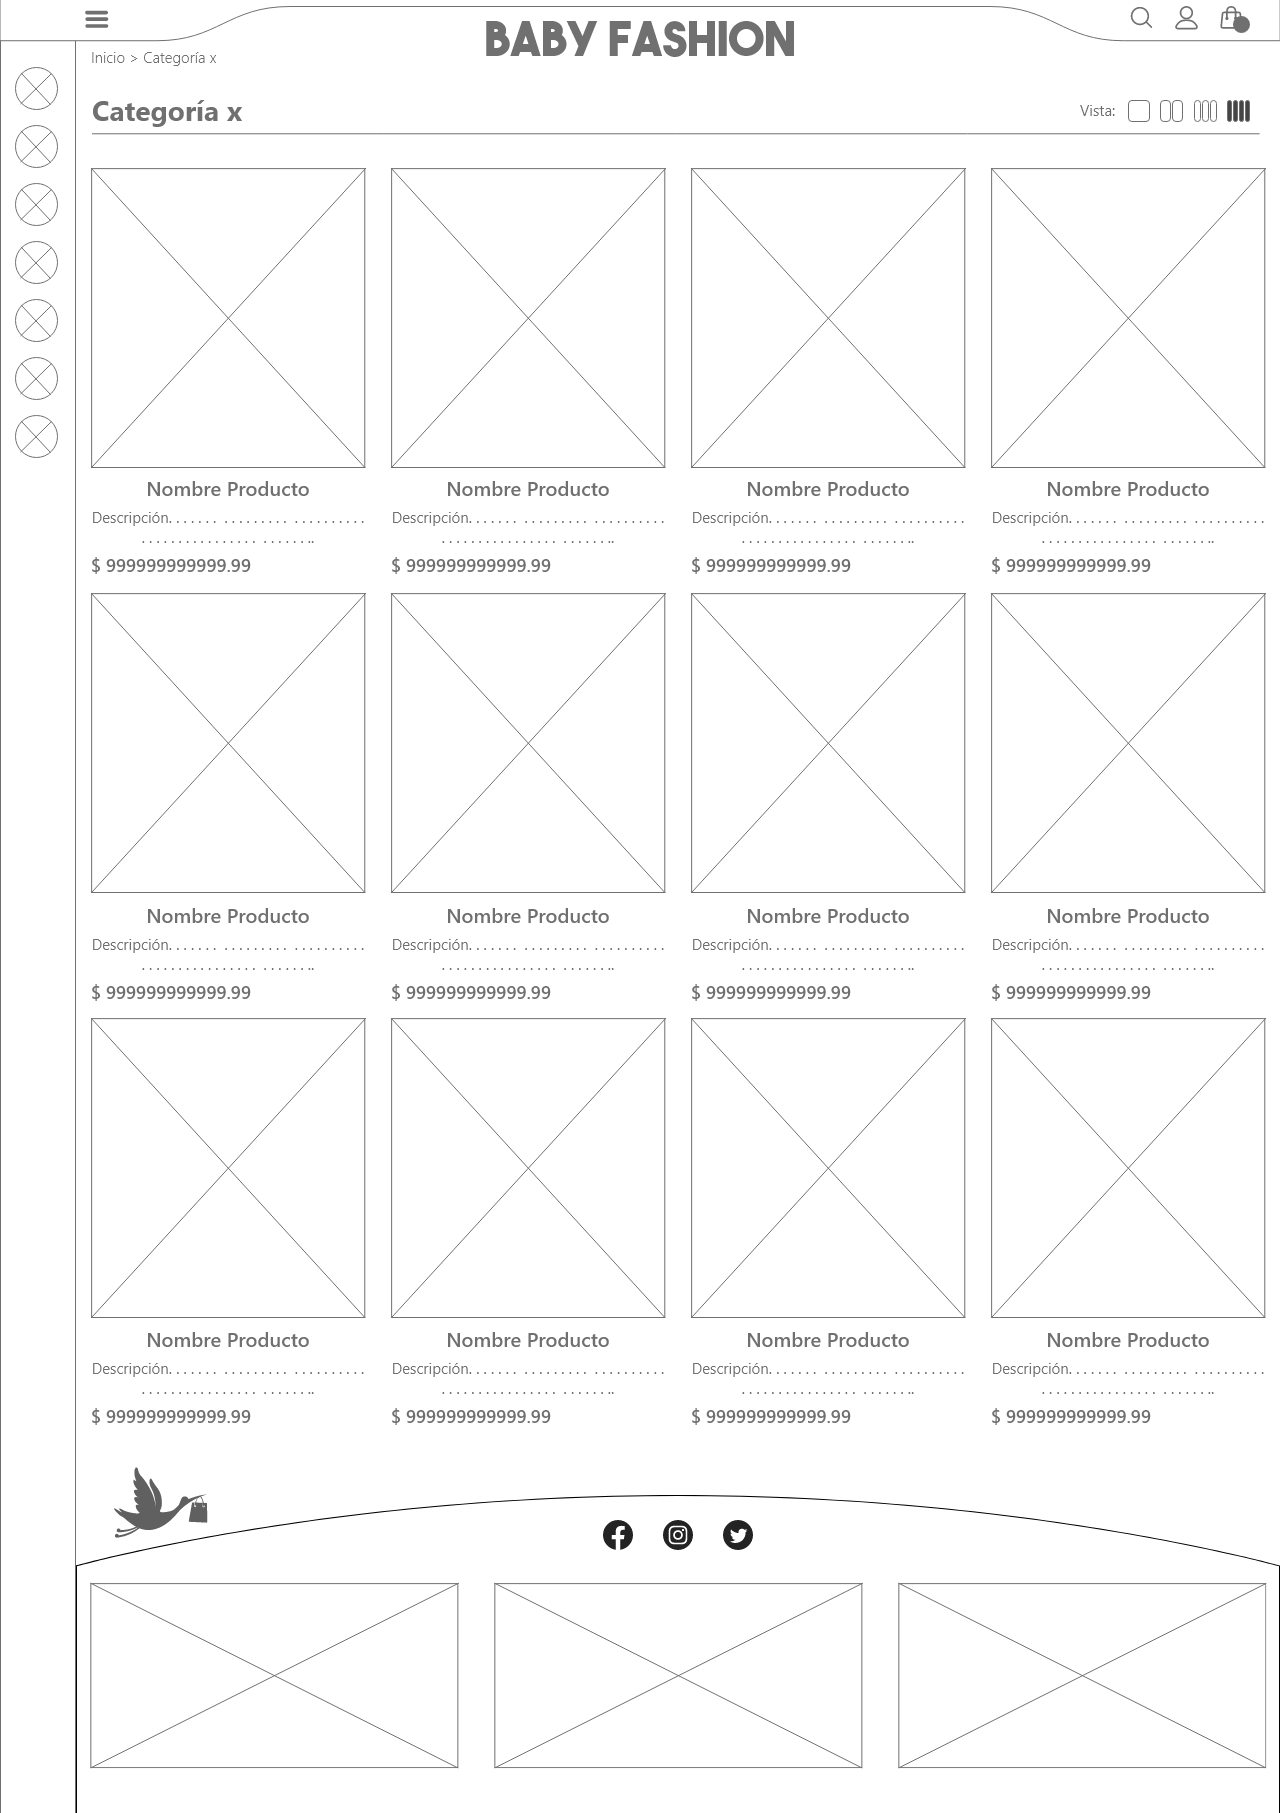 BABY FASHION
Inicio > Categoría x
Categoría x
Vista:
Nombre Producto Nombre Producto Nombre Producto Nombre Producto
Descripción. . . . . . . . . . . . . . . . . . . . . . . . . . Descripción. . . . . . . . . . . . . . . . . . . . . . . . . . Descripción. . . . . . . . . . . . . . . . . . . . . . . . . . Descripción. . . . . . . . . . . . . . . . . . . . . . . . . .
. . . . . . . . . . . . . . . . . . . . . . .. . . . . . . . . . . . . . . . . . . . . . . .. . . . . . . . . . . . . . . . . . . . . . . .. . . . . . . . . . . . . . . . . . . . . . . ..
$ 999999999999.99 $ 999999999999.99 $ 999999999999.99 $ 999999999999.99
Nombre Producto Nombre Producto Nombre Producto Nombre Producto
Descripción. . . . . . . . . . . . . . . . . . . . . . . . . . Descripción. . . . . . . . . . . . . . . . . . . . . . . . . . Descripción. . . . . . . . . . . . . . . . . . . . . . . . . . Descripción. . . . . . . . . . . . . . . . . . . . . . . . . .
. . . . . . . . . . . . . . . . . . . . . . .. . . . . . . . . . . . . . . . . . . . . . . .. . . . . . . . . . . . . . . . . . . . . . . .. . . . . . . . . . . . . . . . . . . . . . . ..
$ 999999999999.99 $ 999999999999.99 $ 999999999999.99 $ 999999999999.99
Nombre Producto Nombre Producto Nombre Producto Nombre Producto
Descripción. . . . . . . . . . . . . . . . . . . . . . . . . . Descripción. . . . . . . . . . . . . . . . . . . . . . . . . . Descripción. . . . . . . . . . . . . . . . . . . . . . . . . . Descripción. . . . . . . . . . . . . . . . . . . . . . . . . .
. . . . . . . . . . . . . . . . . . . . . . .. . . . . . . . . . . . . . . . . . . . . . . .. . . . . . . . . . . . . . . . . . . . . . . .. . . . . . . . . . . . . . . . . . . . . . . ..
$ 999999999999.99 $ 999999999999.99 $ 999999999999.99 $ 999999999999.99